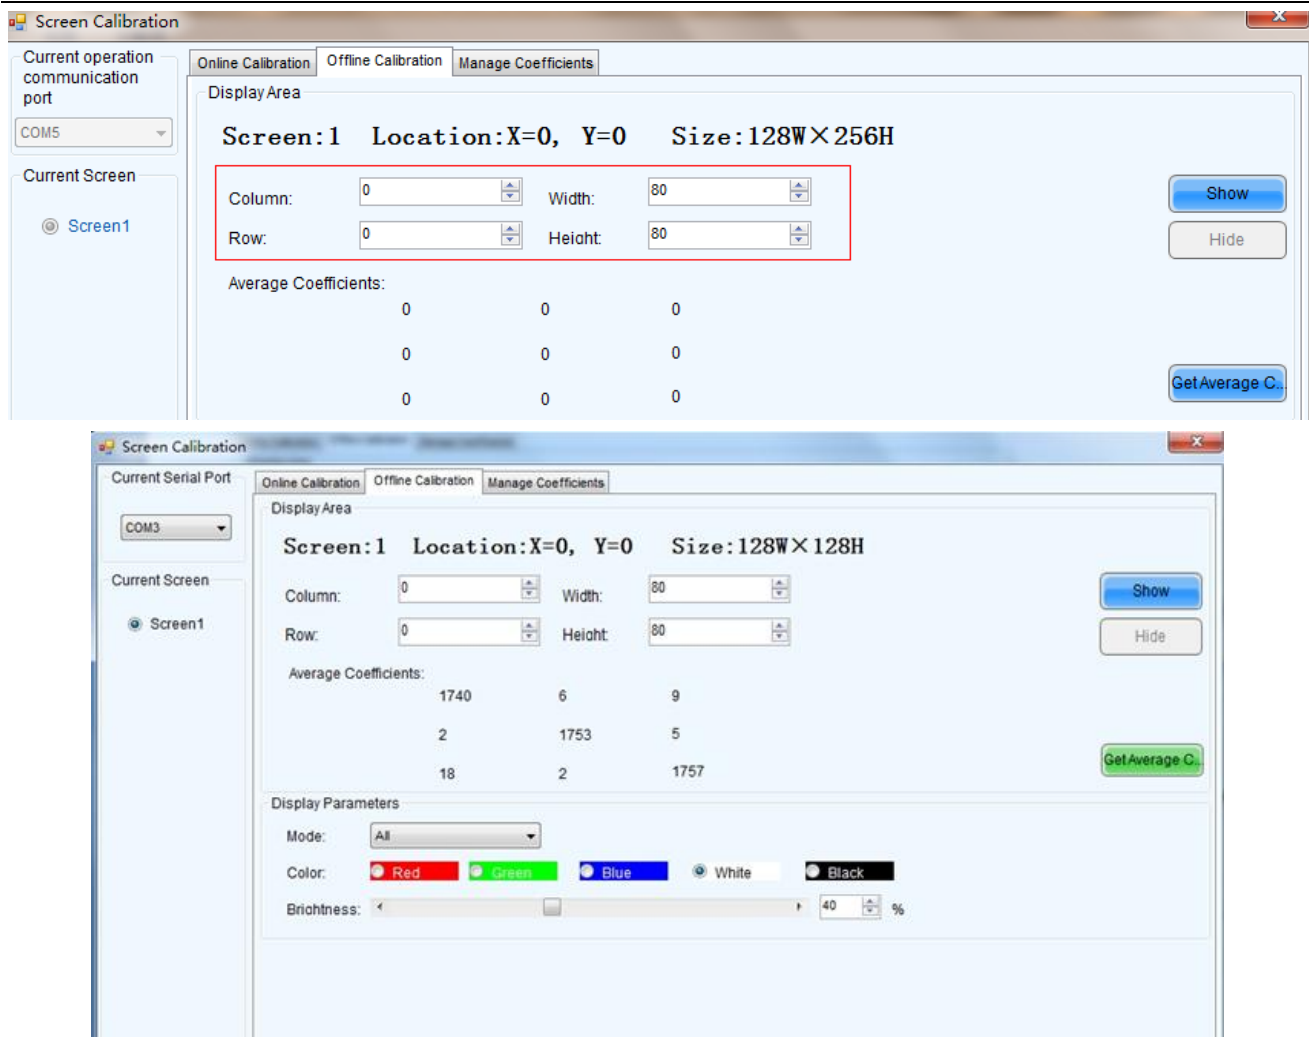 Screen Calibration
x
Current operation
communication
port
COM5
Current Screen
Screen1
Online Calibration Offline Calibration Manage Coefficients
Display Area
Screen:1 Location:X=0, Y=0 Size:128W×256H
Column: 0 Width: 80
Row: 0 Height: 80
Show
Hide
Average Coefficients:
0 0 0
0 0 0
0 0 0
Get Average C...
Screen Calibration
x
Current Serial Port
COM3
Current Screen
Screen1
Online Calibration Offline Calibration Manage Coefficients
Display Area
Screen:1 Location:X=0, Y=0 Size:128W×128H
Column: 0 Width: 80
Row: 0 Height: 80
Show
Hide
Average Coefficients:
1740 6 9
2 1753 5
18 2 1757
Get Average C...
Display Parameters
Mode: All
Color: Red Green Blue White Black
Brightness: 40 %